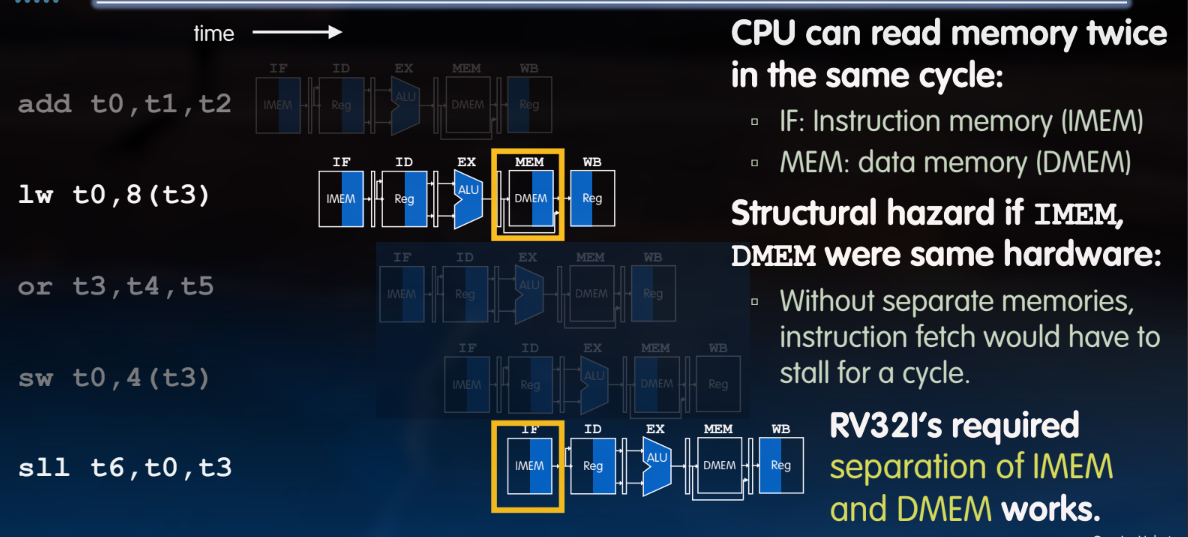 time
IF ID EX MEM WB
add t0,t1,t2
IMEM Reg ALU DMEM Reg
IF ID EX MEM WB
lw t0,8(t3)
IMEM Reg ALU DMEM Reg
IF ID EX MEM WB
or t3,t4,t5
IMEM Reg ALU DMEM Reg
IF ID EX MEM WB
sw t0,4(t3)
IMEM Reg ALU DMEM Reg
IF ID EX MEM WB
sll t6,t0,t3
IMEM Reg ALU DMEM Reg
CPU can read memory twice
in the same cycle:
▫ IF: Instruction memory (IMEM)
▫ MEM: data memory (DMEM)
Structural hazard if IMEM,
DMEM were same hardware:
▫ Without separate memories,
instruction fetch would have to
stall for a cycle.
RV32I's required
separation of IMEM
and DMEM works.